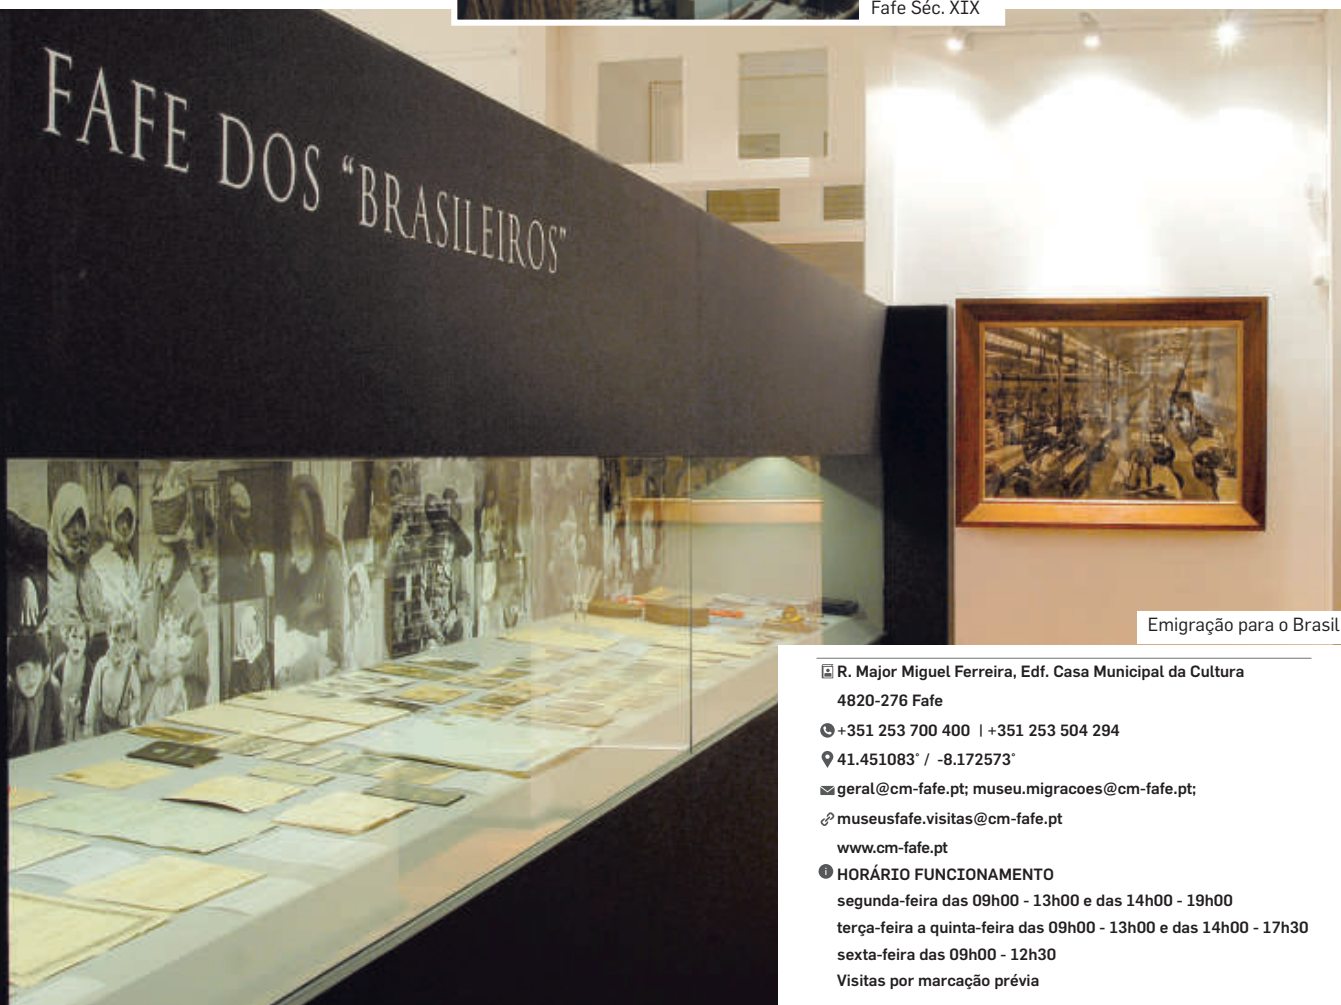 Fafe Séc. XIX
FAFE DOS “BRASILEIROS”
Emigração para o Brasil
R. Major Miguel Ferreira, Edf. Casa Municipal da Cultura
4820-276 Fafe
+351 253 700 400 | +351 253 504 294
41.451083° / -8.172573°
geral@cm-fafe.pt; museu.migracoes@cm-fafe.pt;
museusfafe.visitas@cm-fafe.pt
www.cm-fafe.pt
HORÁRIO FUNCIONAMENTO
segunda-feira das 09h00 - 13h00 e das 14h00 - 19h00
terça-feira a quinta-feira das 09h00 - 13h00 e das 14h00 - 17h30
sexta-feira das 09h00 - 12h30
Visitas por marcação prévia